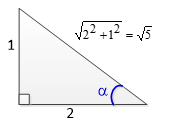 √2²+1² = √5
1
α
2